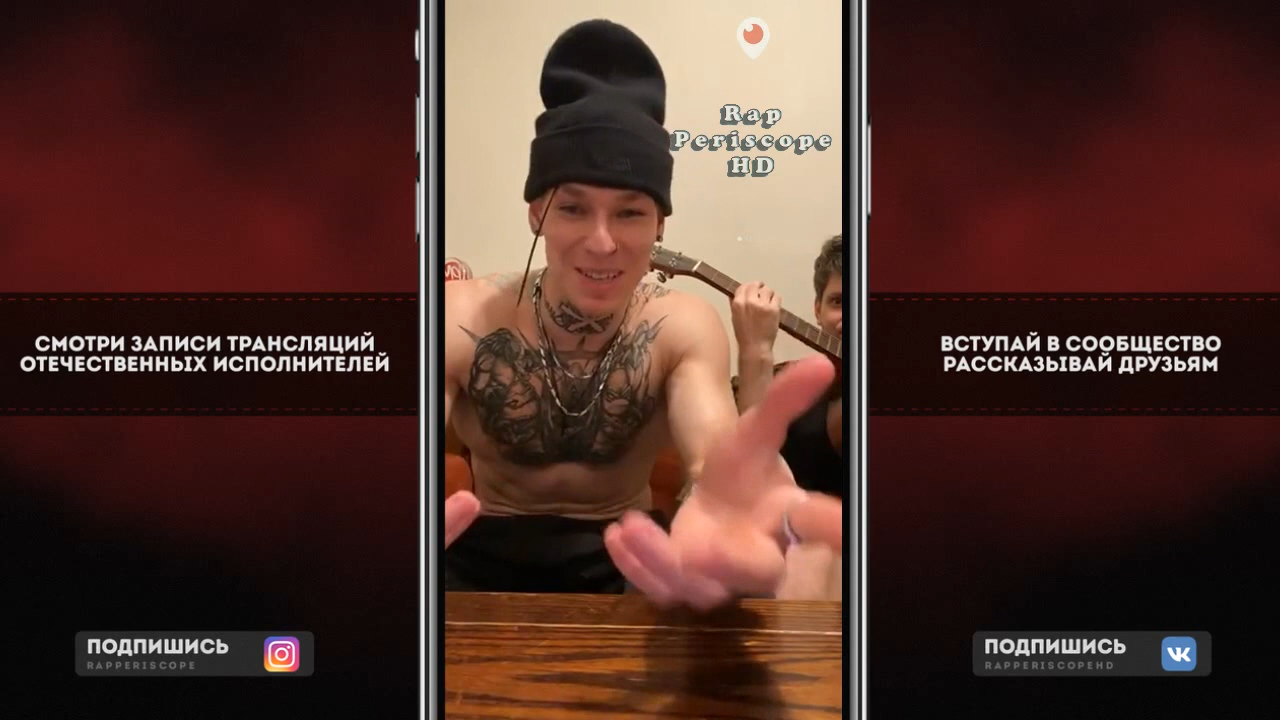 Rap
Periscope
HD
СМОТРИ ЗАПИСИ ТРАНСЛЯЦИЙ
ОТЕЧЕСТВЕННЫХ ИСПОЛНИТЕЛЕЙ
ВСТУПАЙ В СООБЩЕСТВО
РАССКАЗЫВАЙ ДРУЗЬЯМ
ПОДПИШИСЬ
RAPPERISCOPE
ПОДПИШИСЬ
RAPPERISCOPEHD